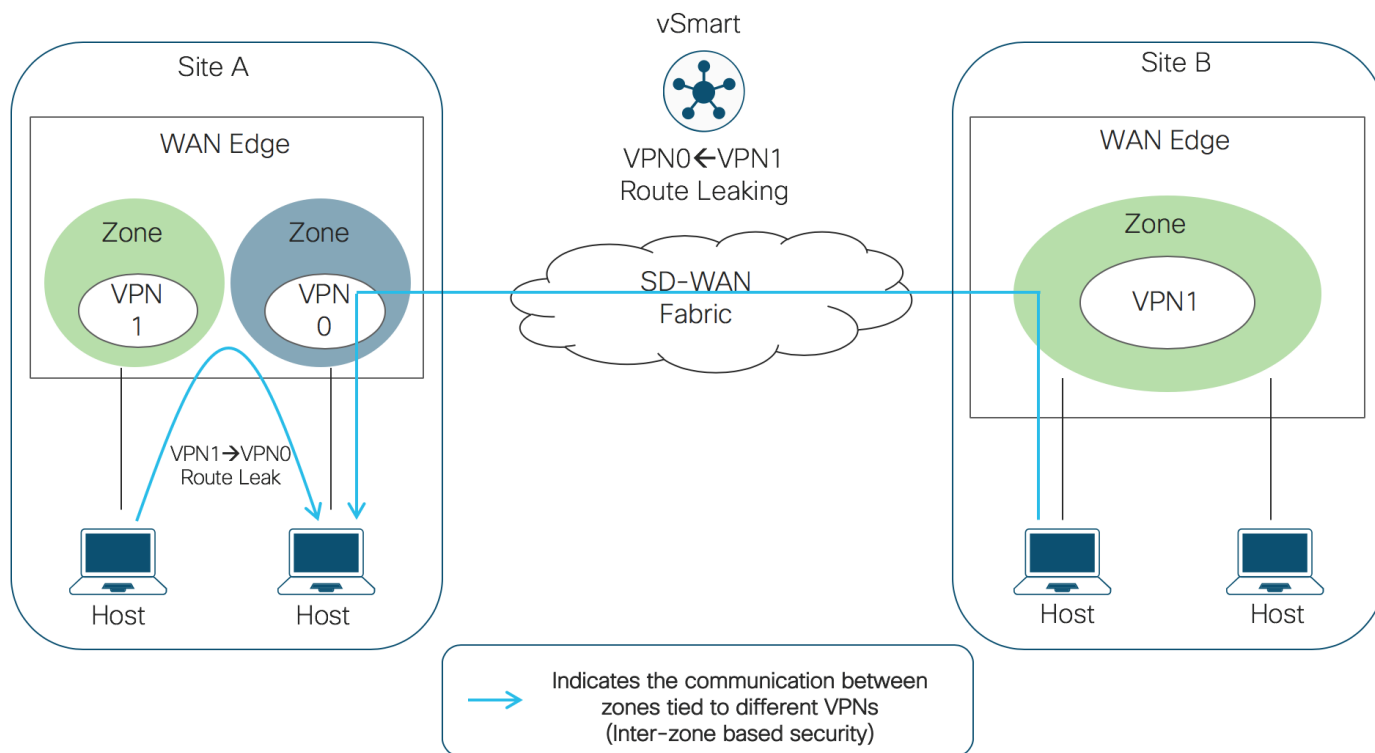 vSmart
Site A
Site B
WAN Edge
WAN Edge
VPN0←VPN1
Route Leaking
Zone
Zone
Zone
VPN
1
VPN
0
SD-WAN
Fabric
VPN1
VPN1→VPN0
Route Leak
Host
Host
Host
Host
Indicates the communication between
zones tied to different VPNs
(Inter-zone based security)